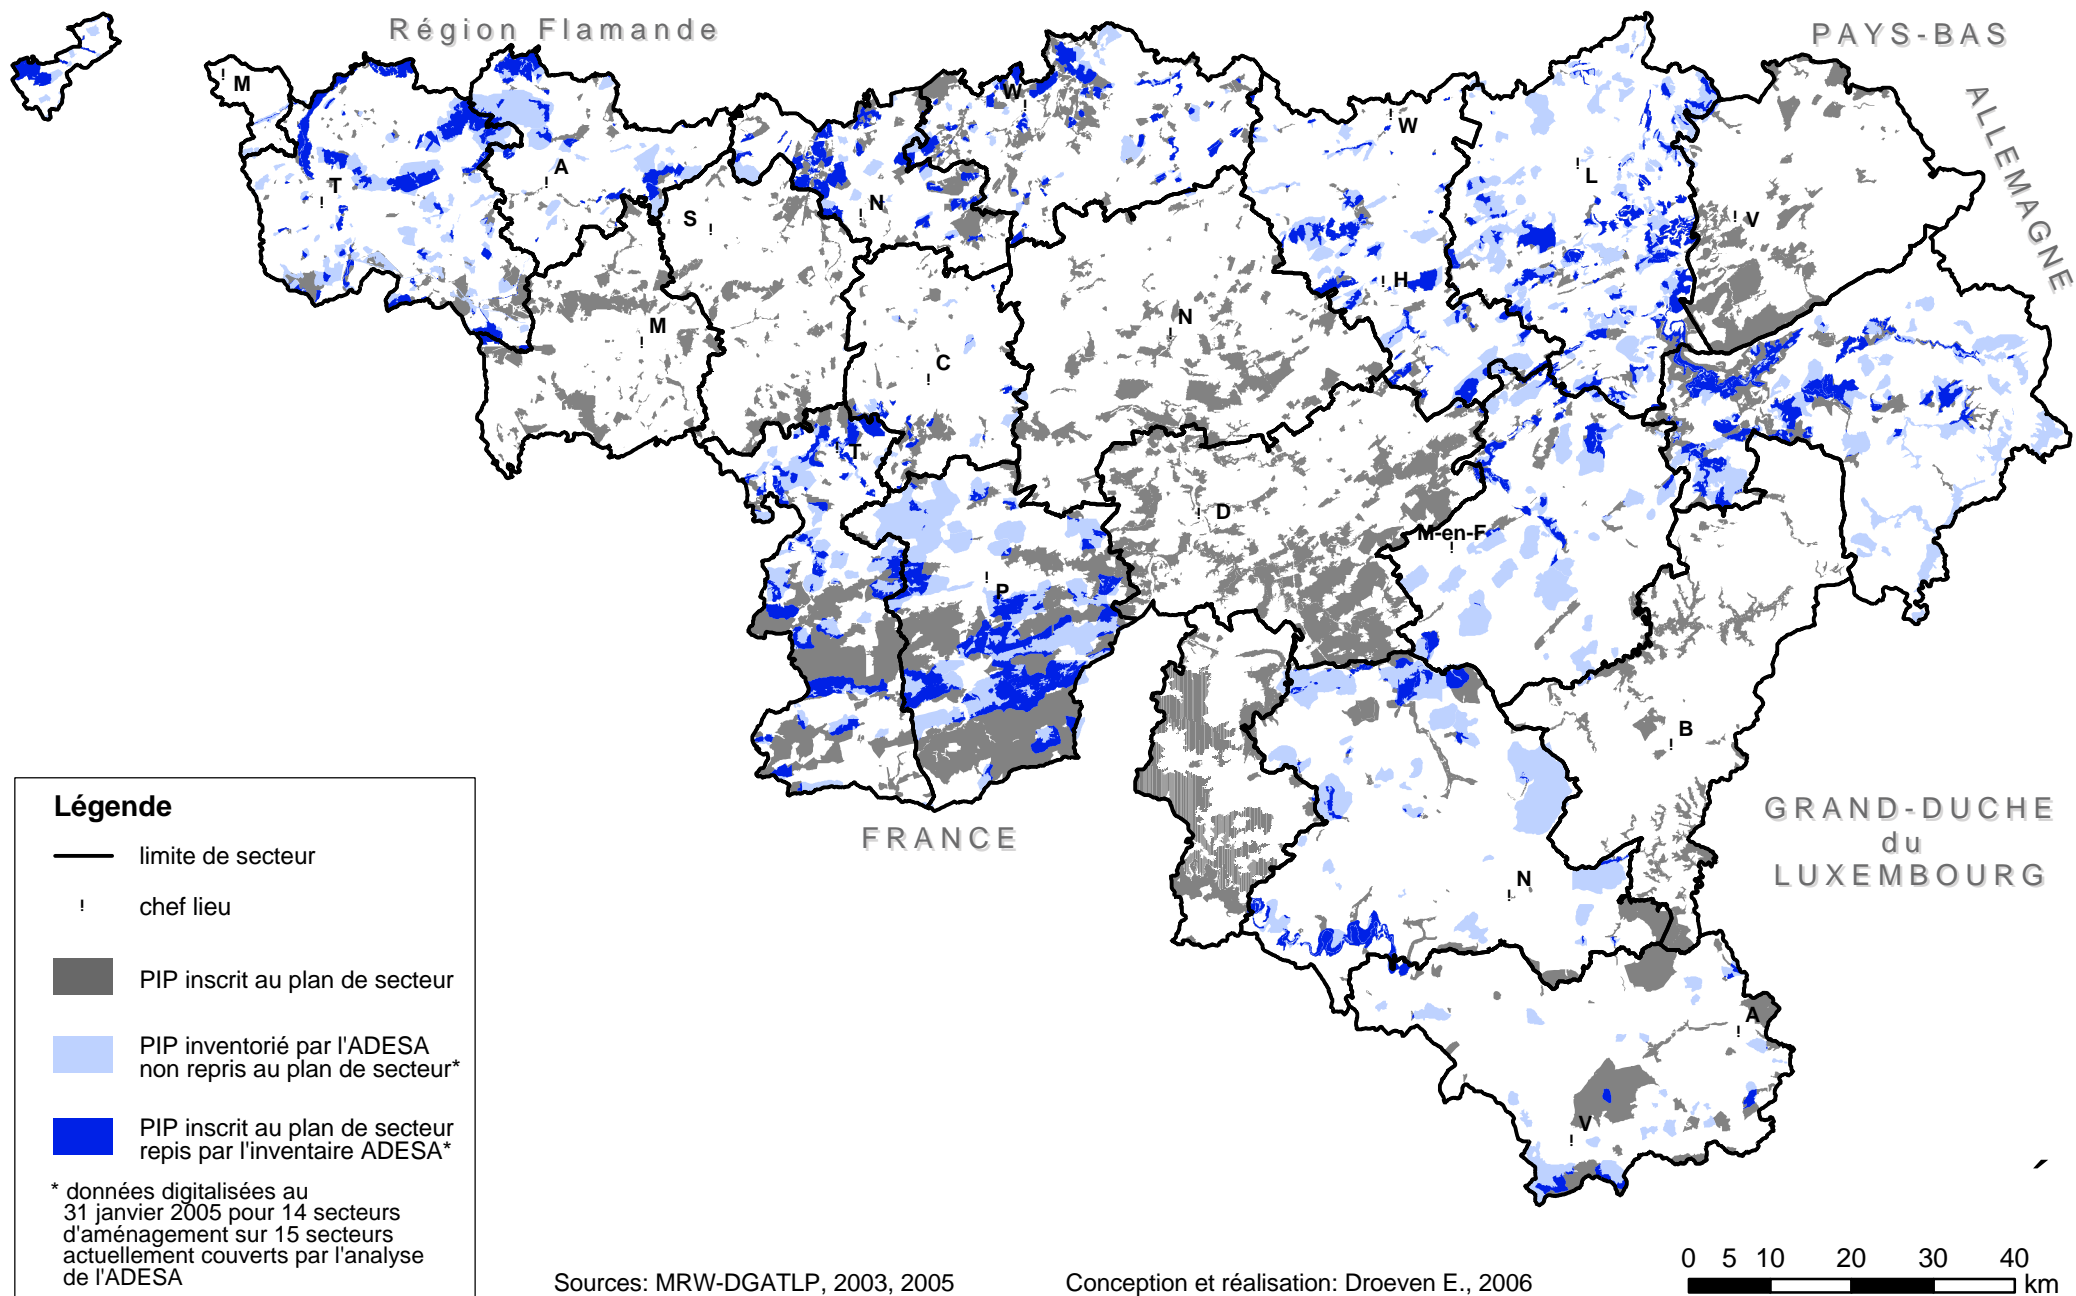 Région Flamande
PAYS-BAS
ALLEMAGNE
M
W
W
A
T
L
S
N
V
H
M
N
C
T
D
M-en-F
P
B
FRANCE
GRAND-DUCHE
du
LUXEMBOURG
N
A
V
Légende
limite de secteur
! chef lieu
PIP inscrit au plan de secteur
PIP inventorié par l'ADESA
non repris au plan de secteur*
PIP inscrit au plan de secteur
repis par l'inventaire ADESA*
* données digitalisées au
31 janvier 2005 pour 14 secteurs
d'aménagement sur 15 secteurs
actuellement couverts par l'analyse
de l'ADESA
Sources: MRW-DGATLP, 2003, 2005
Conception et réalisation: Droeven E., 2006
0 5 10 20 30 40
km